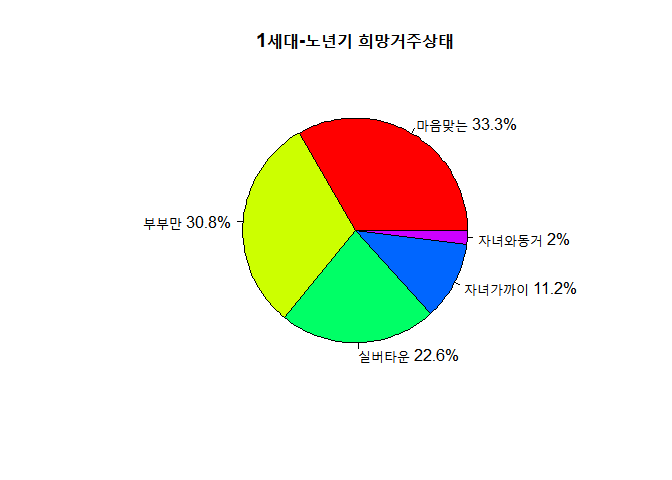 1세대-노년기 희망거주상태
마음맞는 33.3%
부부만 30.8%
자녀와동거 2%
자녀가까이 11.2%
실버타운 22.6%